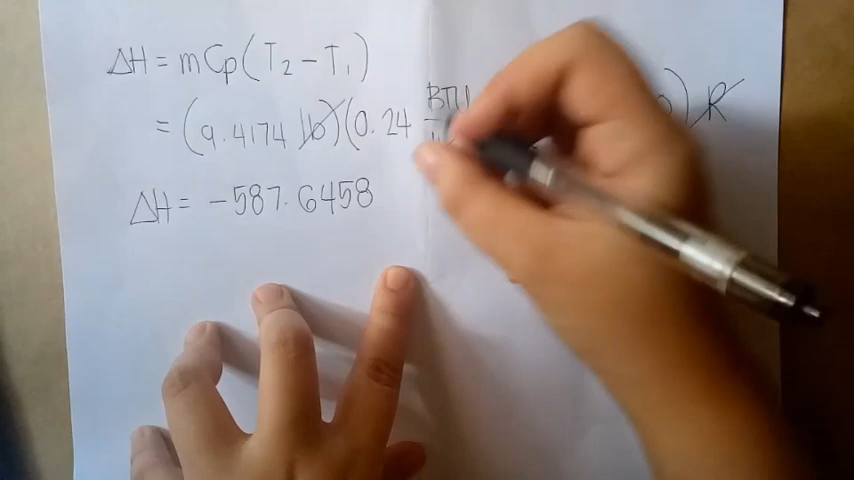 ΔH = mCp(T₂ - T₁)
= (9.4174 lb)(0.24 BTU ) R
ΔH = -587.6458